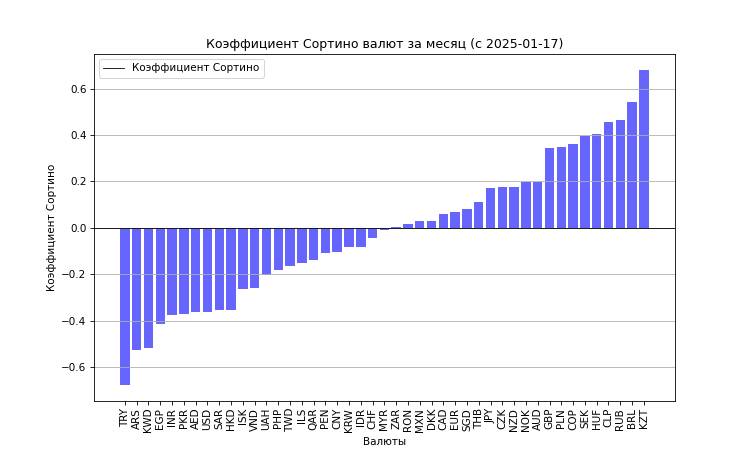 Коэффициент Сортино валют за месяц (с 2025-01-17)
Коэффициент Сортино
0.6
0.4
0.2
0.0
−0.2
−0.4
−0.6
Коэффициент Сортино
TRY ARS KWD EGP INR PKR AED USD SAR HKD ISK VND UAH PHP TWD ILS QAR PEN CNY KRW IDR CHF MYR ZAR RON MXN DKK CAD EUR SGD THB JPY CZK NZD NOK AUD GBP PLN COP SEK HUF CLP RUB BRL KZT
Валюты